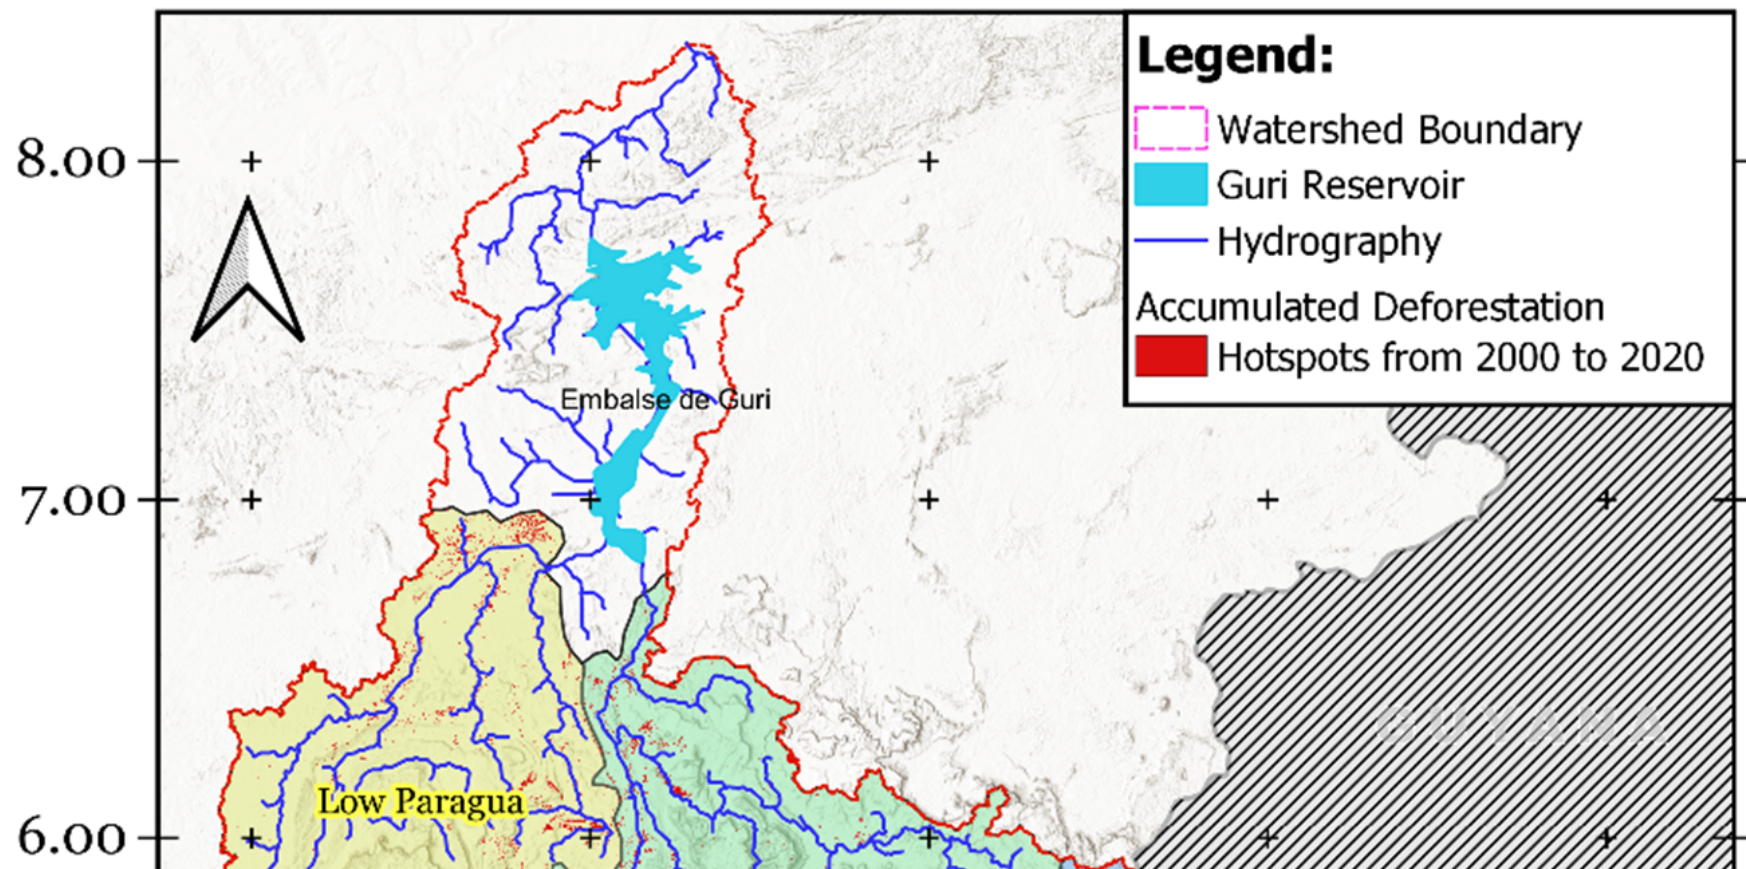 Legend:
Watershed Boundary
Guri Reservoir
Hydrography
Accumulated Deforestation
Hotspots from 2000 to 2020
8.00
Embalse de Guri
7.00
GUYANA
Low Paragua
6.00